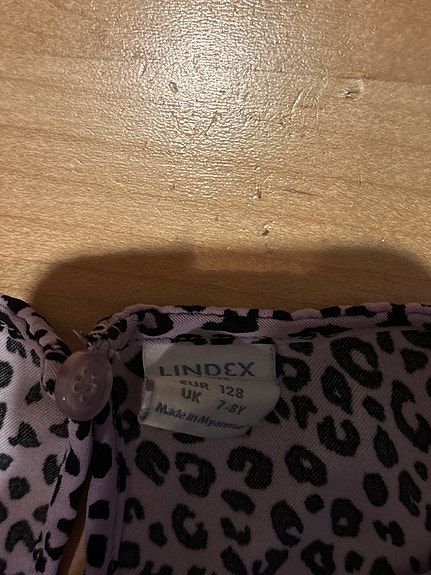 LINDEX
EUR 128
UK 7-8Y
Made in Myanmar